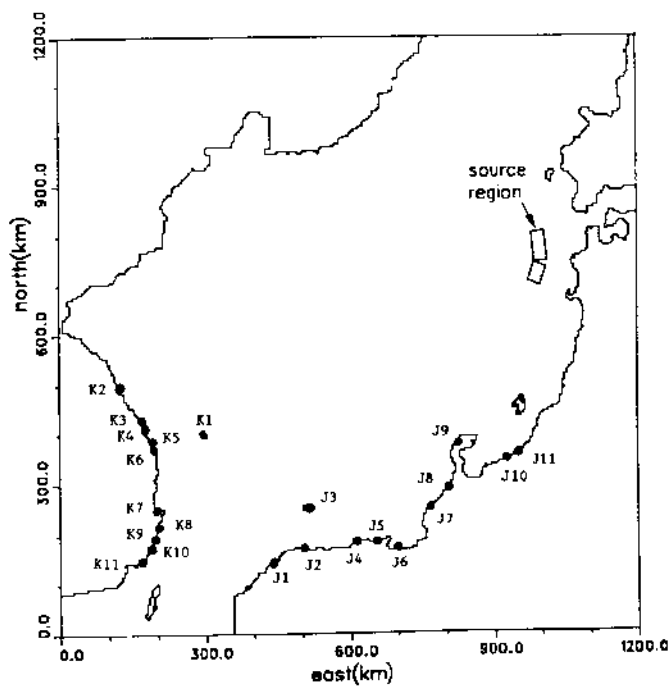 1200.0
source
region
900.0
north(km)
600.0
K2
K3
K1
K4
K5
K6
J9
J11
J10
J8
300.0
K7
J3
J7
K8
K9
J5
K10
J4
J6
K11
J2
J1
0.0
0.0 300.0 600.0 900.0 1200.0
east(km)